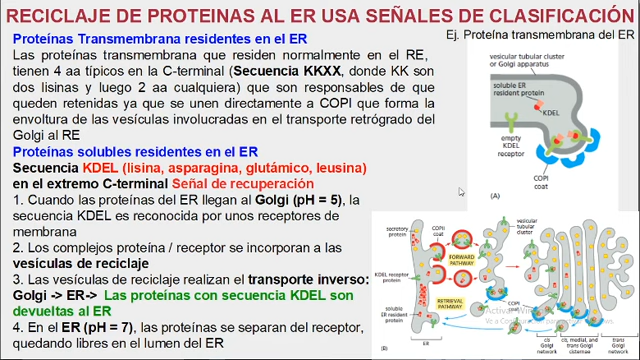 RECICLAJE DE PROTEINAS AL ER USA SEÑALES DE CLASIFICACIÓN
Proteínas Transmembrana residentes en el ER
Las proteínas transmembrana que residen normalmente en el RE,
tienen 4 aa típicos en la C-terminal (Secuencia KKXX, donde KK son
dos lisinas y luego 2 aa cualquiera) que son responsables de que
queden retenidas ya que se unen directamente a COPI que forma la
envoltura de las vesículas involucradas en el transporte retrógrado del
Golgi al RE
Proteínas solubles residentes en el ER
Secuencia KDEL (lisina, asparagina, glutámico, leusina)
en el extremo C-terminal Señal de recuperación
1. Cuando las proteínas del ER llegan al Golgi (pH = 5), la
secuencia KDEL es reconocida por unos receptores de
membrana
2. Los complejos proteína / receptor se incorporan a las
vesículas de reciclaje
3. Las vesículas de reciclaje realizan el transporte inverso:
Golgi -> ER-> Las proteínas con secuencia KDEL son
devueltas al ER
4. En el ER (pH = 7), las proteínas se separan del receptor,
quedando libres en el lumen del ER
Ej. Proteína transmembrana del ER
vesicular tubular cluster
or Golgi apparatus
soluble ER
resident protein
KDEL
empty
KDEL
receptor
COPI
coat
(A)
secretory
protein
COPII
coat
vesicular
tubular
cluster
FORWARD
PATHWAY
KDEL receptor
protein
RETRIEVAL
PATHWAY
soluble
ER resident
protein
COPI
coat
ER
cis
Golgi
network
cis, medial, and
trans Golgi
cisternae
trans
Golgi
network
(B)